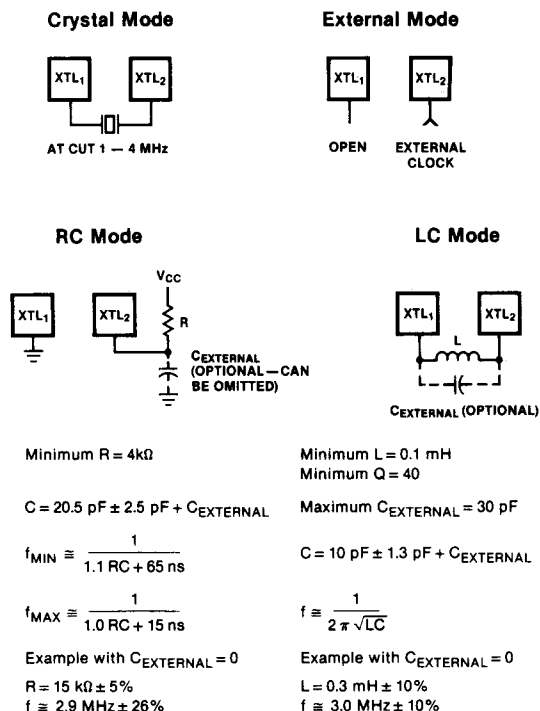 Crystal Mode
XTL₁ XTL₂
AT CUT 1 — 4 MHz
External Mode
XTL₁ XTL₂
OPEN EXTERNAL
CLOCK
RC Mode
VCC
XTL₁ XTL₂
R
CEXTERNAL
(OPTIONAL—CAN
BE OMITTED)
Minimum R = 4kΩ
C = 20.5 pF ± 2.5 pF + CEXTERNAL
fMIN ≅ 1 / (1.1 RC + 65 ns)
fMAX ≅ 1 / (1.0 RC + 15 ns)
Example with CEXTERNAL = 0
R = 15 kΩ ± 5%
f ≅ 2.9 MHz ± 26%
LC Mode
XTL₁ XTL₂
L
CEXTERNAL (OPTIONAL)
Minimum L = 0.1 mH
Minimum Q = 40
Maximum CEXTERNAL = 30 pF
C = 10 pF ± 1.3 pF + CEXTERNAL
f ≅ 1 / (2 π √LC)
Example with CEXTERNAL = 0
L = 0.3 mH ± 10%
f ≅ 3.0 MHz ± 10%